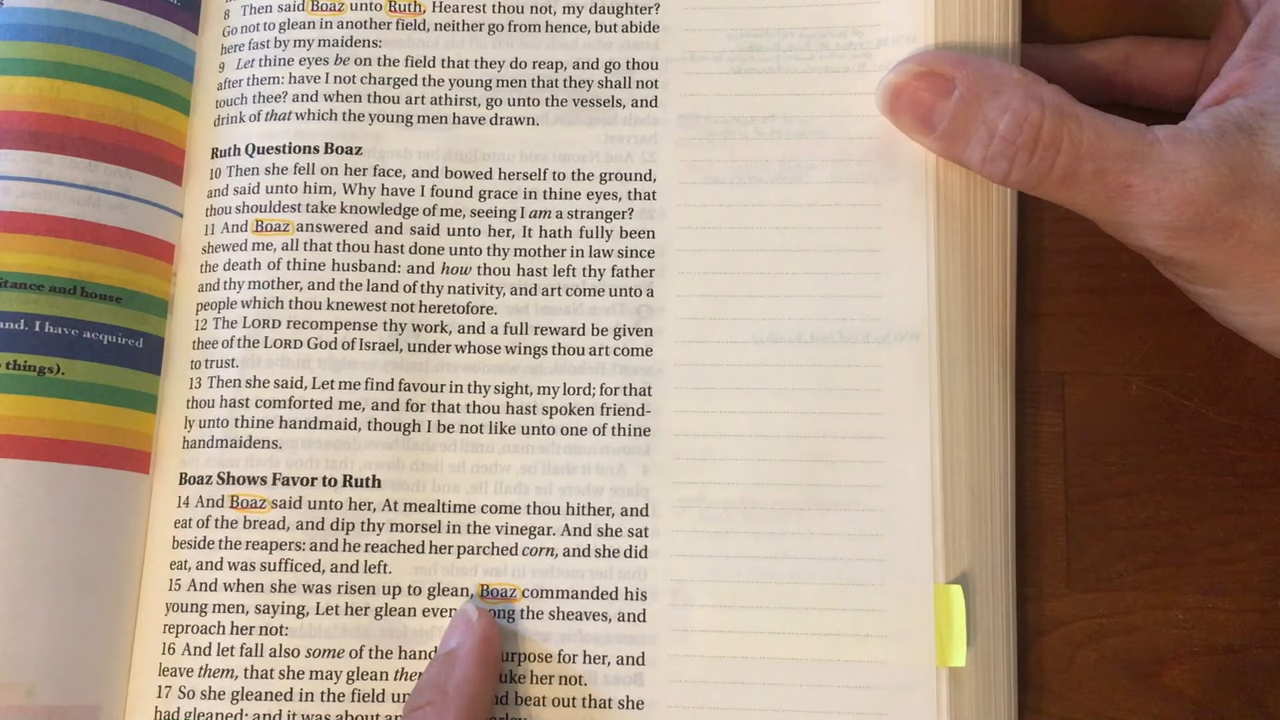 itance and house
and. I have acquired
things).
8 Then said Boaz unto Ruth, Hearest thou not, my daughter?
Go not to glean in another field, neither go from hence, but abide
here fast by my maidens:
9 Let thine eyes be on the field that they do reap, and go thou
after them: have I not charged the young men that they shall not
touch thee? and when thou art athirst, go unto the vessels, and
drink of that which the young men have drawn.
Ruth Questions Boaz
10 Then she fell on her face, and bowed herself to the ground,
and said unto him, Why have I found grace in thine eyes, that
thou shouldest take knowledge of me, seeing I am a stranger?
11 And Boaz answered and said unto her, It hath fully been
shewed me, all that thou hast done unto thy mother in law since
the death of thine husband: and how thou hast left thy father
and thy mother, and the land of thy nativity, and art come unto a
people which thou knewest not heretofore.
12 The LORD recompense thy work, and a full reward be given
thee of the LORD God of Israel, under whose wings thou art come
to trust.
13 Then she said, Let me find favour in thy sight, my lord; for that
thou hast comforted me, and for that thou hast spoken friend-
ly unto thine handmaid, though I be not like unto one of thine
handmaidens.
Boaz Shows Favor to Ruth
14 And Boaz said unto her, At mealtime come thou hither, and
eat of the bread, and dip thy morsel in the vinegar. And she sat
beside the reapers: and he reached her parched corn, and she did
eat, and was sufficed, and left.
15 And when she was risen up to glean, Boaz commanded his
young men, saying, Let her glean even ong the sheaves, and
reproach her not:
16 And let fall also some of the hand urpose for her, and
leave them, that she may glean the uke her not.
17 So she gleaned in the field un d beat out that she
had gleaned: and it was about an